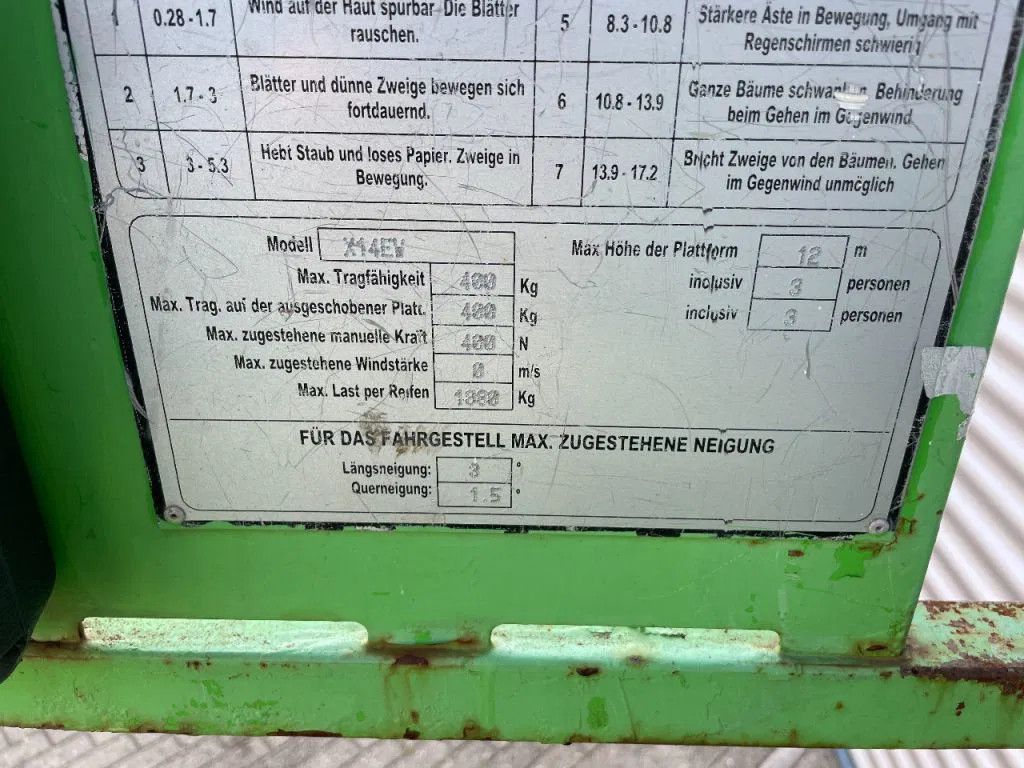 1 0.28-1.7 Wind auf der Haut spurbar Die Blätter rauschen.
5 8.3-10.8 Stärkere Äste in Bewegung, Umgang mit Regenschirmen schwierig
2 1.7-3 Blätter und dünne Zweige bewegen sich fortdauernd.
6 10.8-13.9 Ganze Bäume Behinderung beim Gehen im Gegenwind
3 3-5.3 Hebt Staub und loses Papier. Zweige in Bewegung.
7 13.9-17.2 Bricht Zweige von den Bäumen. Gehen im Gegenwind unmöglich
Modell X14EW
Max Höhe der Plattform 12 m
Max. Tragfähigkeit 400 Kg
inclusiv 3 personen
Max. Trag. auf der ausgeschobener Platt. 400 Kg
inclusiv 3 personen
Max. zugestehene manuelle Kraft 400 N
Max. zugestehene Windstärke 0 m/s
Max. Last per Reifen Kg
FÜR DAS FAHRGESTELL MAX. ZUGESTEHENE NEIGUNG
Längsneigung: 3 °
Querneigung: 1.5 °